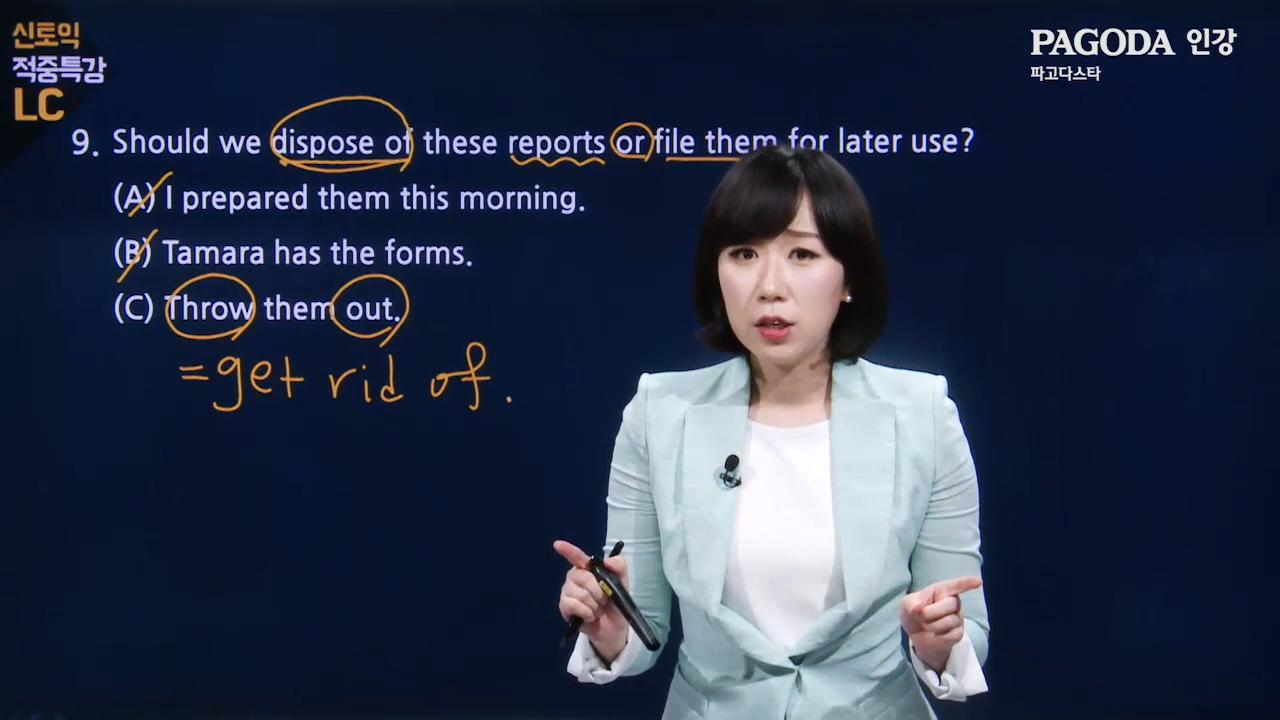 신토익
적중특강
LC
PAGODA 인강
파고다스타
9. Should we dispose of these reports or file them for later use?
(A) I prepared them this morning.
(B) Tamara has the forms.
(C) Throw them out.
=get rid of.